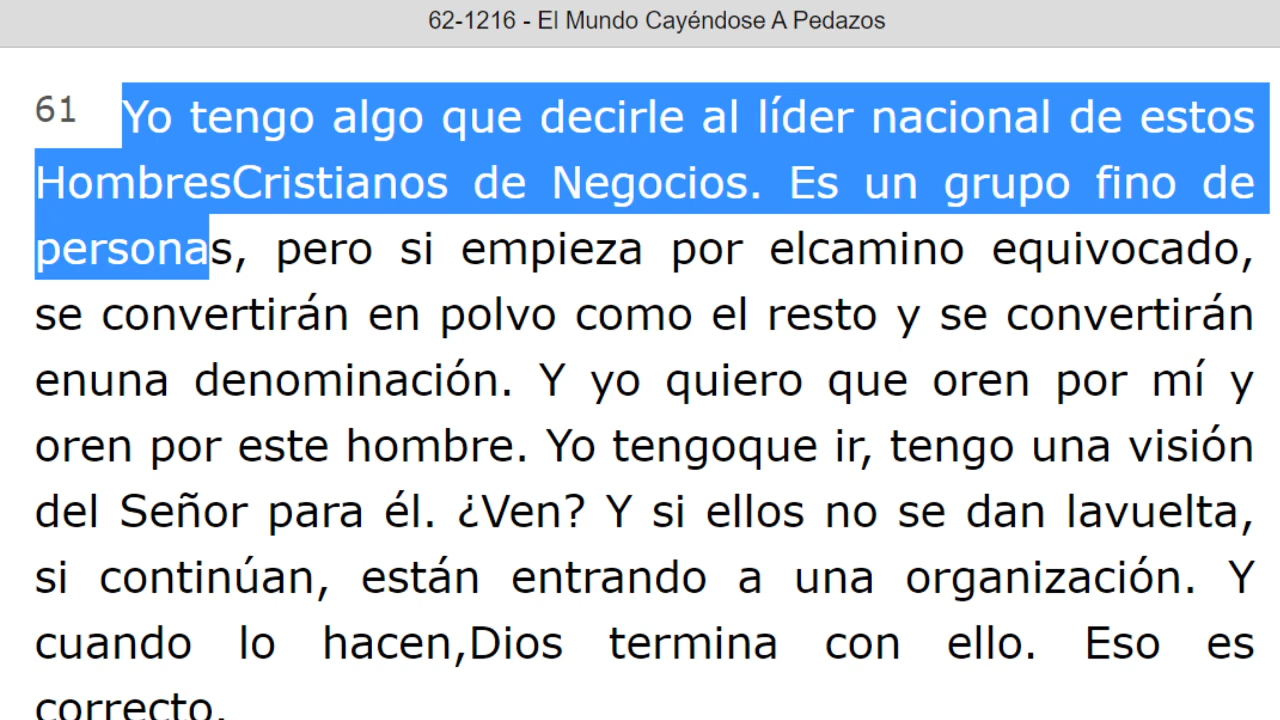 62-1216 - El Mundo Cayéndose A Pedazos
61 Yo tengo algo que decirle al líder nacional de estos
HombresCristianos de Negocios. Es un grupo fino de
personas, pero si empieza por elcamino equivocado,
se convertirán en polvo como el resto y se convertirán
enuna denominación. Y yo quiero que oren por mí y
oren por este hombre. Yo tengoque ir, tengo una visión
del Señor para él. ¿Ven? Y si ellos no se dan lavuelta,
si continúan, están entrando a una organización. Y
cuando lo hacen,Dios termina con ello. Eso es
correcto.